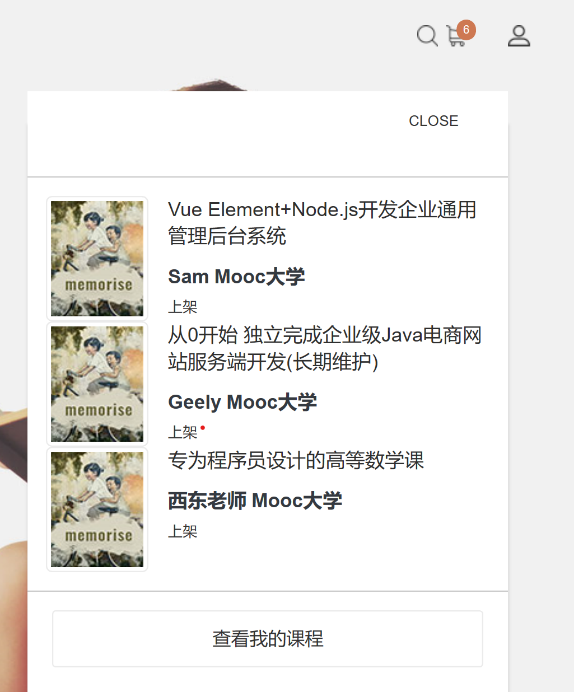 6
CLOSE
Vue Element+Node.js开发企业通用
管理后台系统
Sam Mooc大学
上架
memorise
从0开始 独立完成企业级Java电商网
站服务端开发(长期维护)
Geely Mooc大学
上架
memorise
专为程序员设计的高等数学课
西东老师 Mooc大学
上架
memorise
查看我的课程